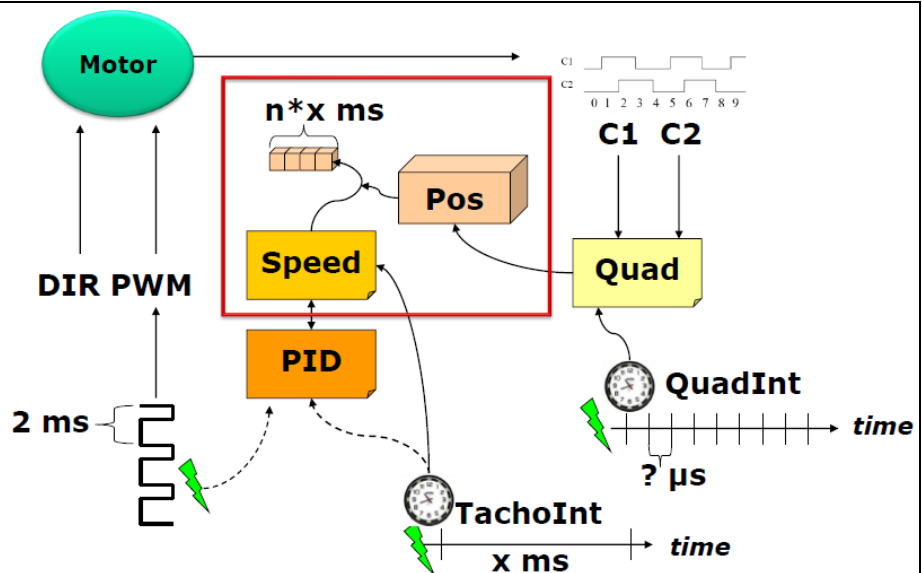 Motor
C1
C2
0 1 2 3 4 5 6 7 8 9
n*x ms
C1 C2
Pos
Speed
Quad
DIR PWM
PID
QuadInt
2 ms
time
? µs
TachoInt
time
x ms